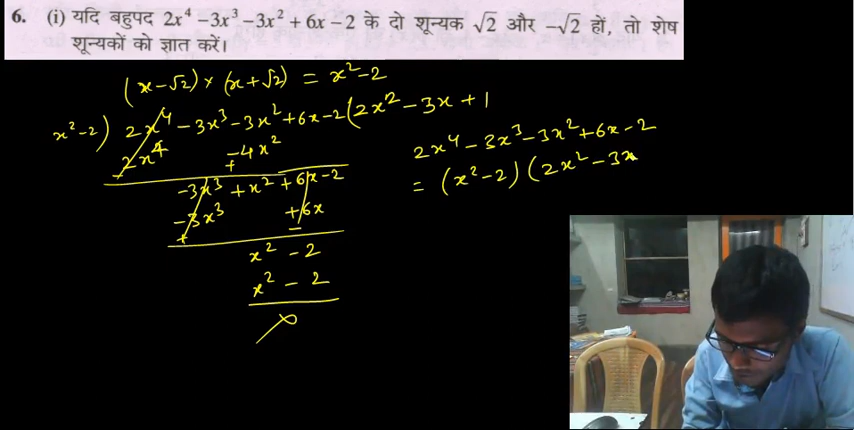 6. (i) यदि बहुपद 2x⁴ −3x³ −3x² + 6x − 2 के दो शून्यक √2 और −√2 हों, तो शेष
शून्यकों को ज्ञात करें।
(x−√2) × (x+√2) = x²−2
x²−2) 2x⁴ −3x³ −3x² +6x −2 (2x² −3x +1
2x⁴ −4x²
− +
−3x³ + x² + 6x −2
−3x³ +6x
+ −
x² − 2
x² − 2
0
2x⁴ −3x³ −3x² +6x −2
= (x²−2) (2x² −3x